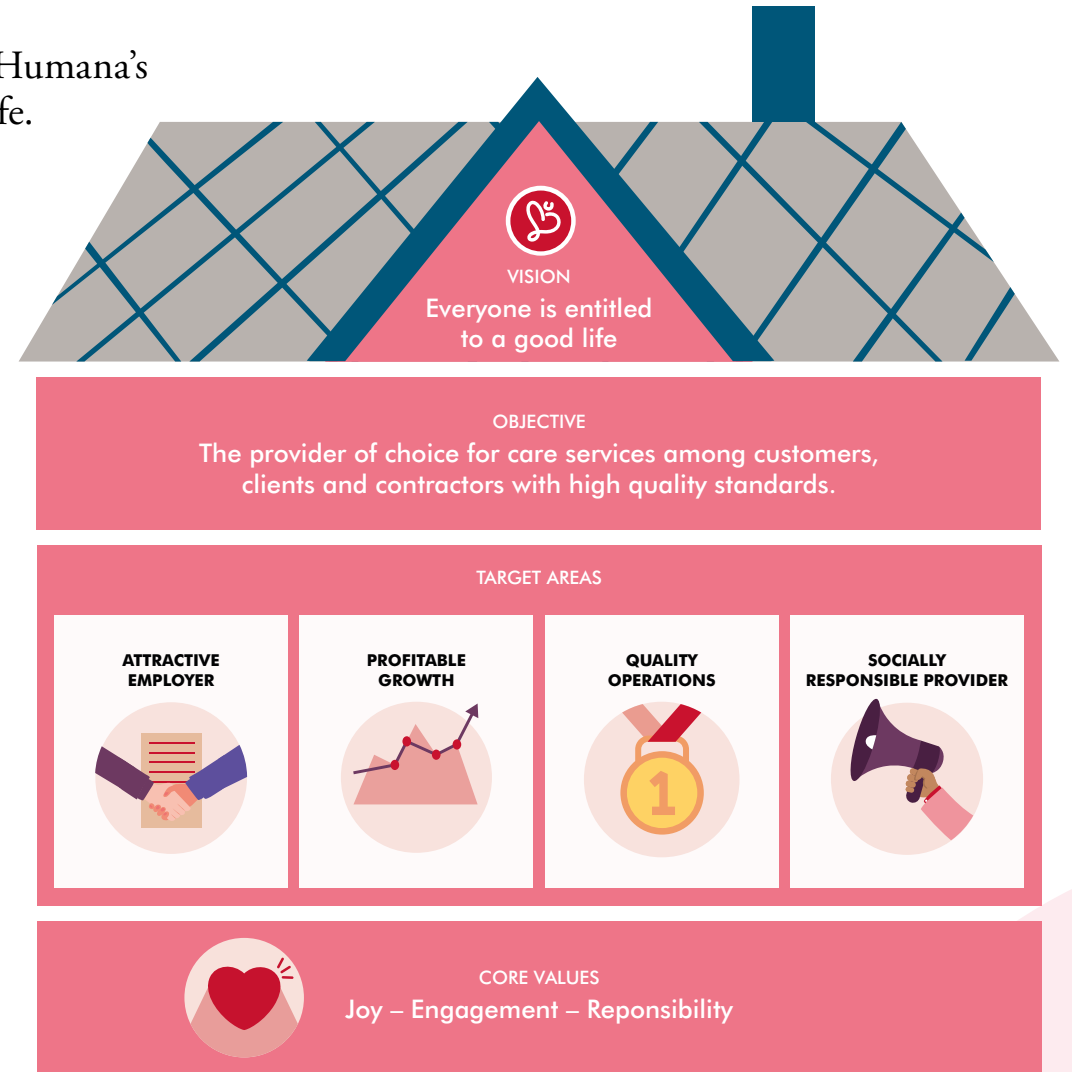 Humana’s
fe.
VISION
Everyone is entitled
to a good life
OBJECTIVE
The provider of choice for care services among customers,
clients and contractors with high quality standards.
TARGET AREAS
ATTRACTIVE
EMPLOYER
PROFITABLE
GROWTH
QUALITY
OPERATIONS
SOCIALLY
RESPONSIBLE PROVIDER
1
CORE VALUES
Joy – Engagement – Reponsibility